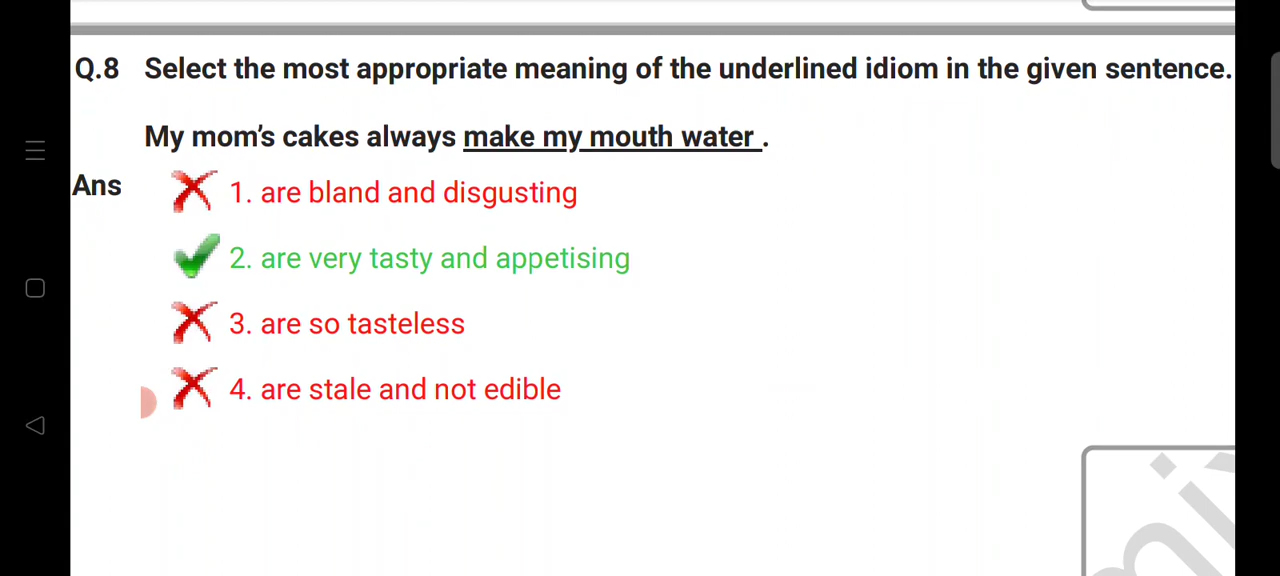 Q.8 Select the most appropriate meaning of the underlined idiom in the given sentence.
My mom's cakes always make my mouth water .
Ans 1. are bland and disgusting
2. are very tasty and appetising
3. are so tasteless
4. are stale and not edible